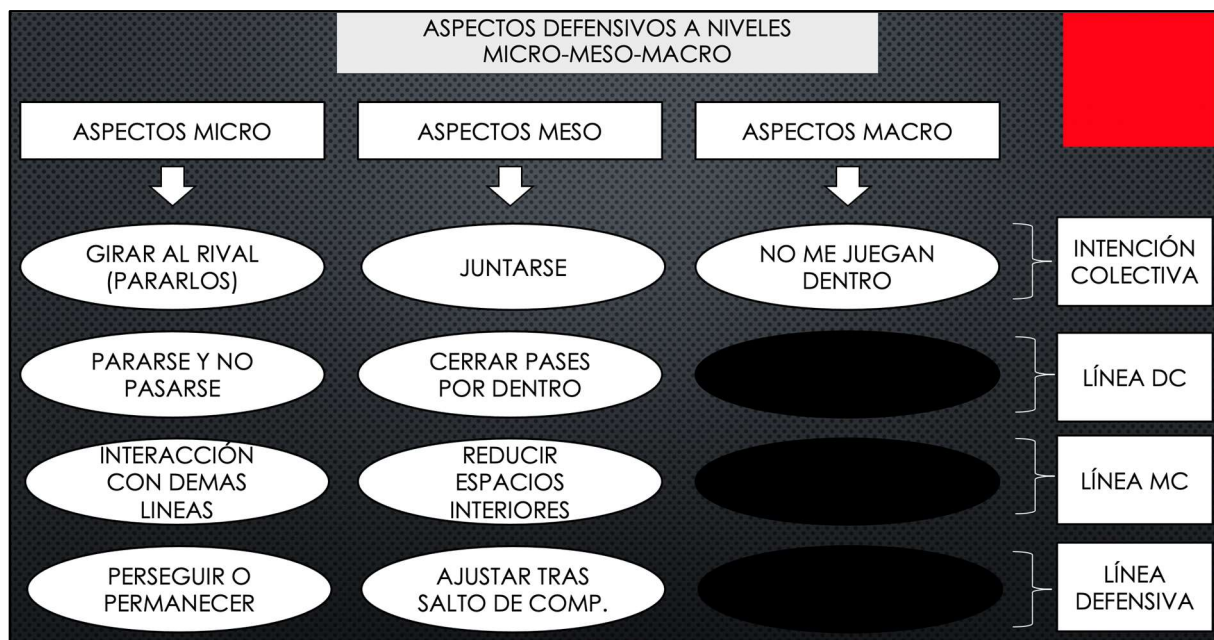 ASPECTOS DEFENSIVOS A NIVELES
MICRO-MESO-MACRO
ASPECTOS MICRO
ASPECTOS MESO
ASPECTOS MACRO
GIRAR AL RIVAL
(PARARLOS)
JUNTARSE
NO ME JUEGAN
DENTRO
INTENCIÓN
COLECTIVA
PARARSE Y NO
PASARSE
CERRAR PASES
POR DENTRO
LÍNEA DC
INTERACCIÓN
CON DEMAS
LINEAS
REDUCIR
ESPACIOS
INTERIORES
LÍNEA MC
PERSEGUIR O
PERMANECER
AJUSTAR TRAS
SALTO DE COMP.
LÍNEA
DEFENSIVA